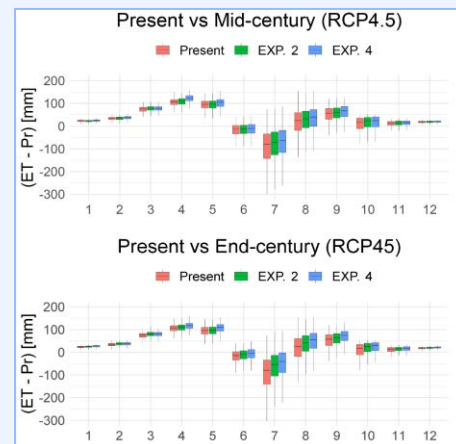 Present vs Mid-century (RCP4.5)
Present EXP. 2 EXP. 4
(ET - Pr) [mm]
200
100
0
-100
-200
-300
1 2 3 4 5 6 7 8 9 10 11 12
Present vs End-century (RCP45)
Present EXP. 2 EXP. 4
(ET - Pr) [mm]
200
100
0
-100
-200
-300
1 2 3 4 5 6 7 8 9 10 11 12